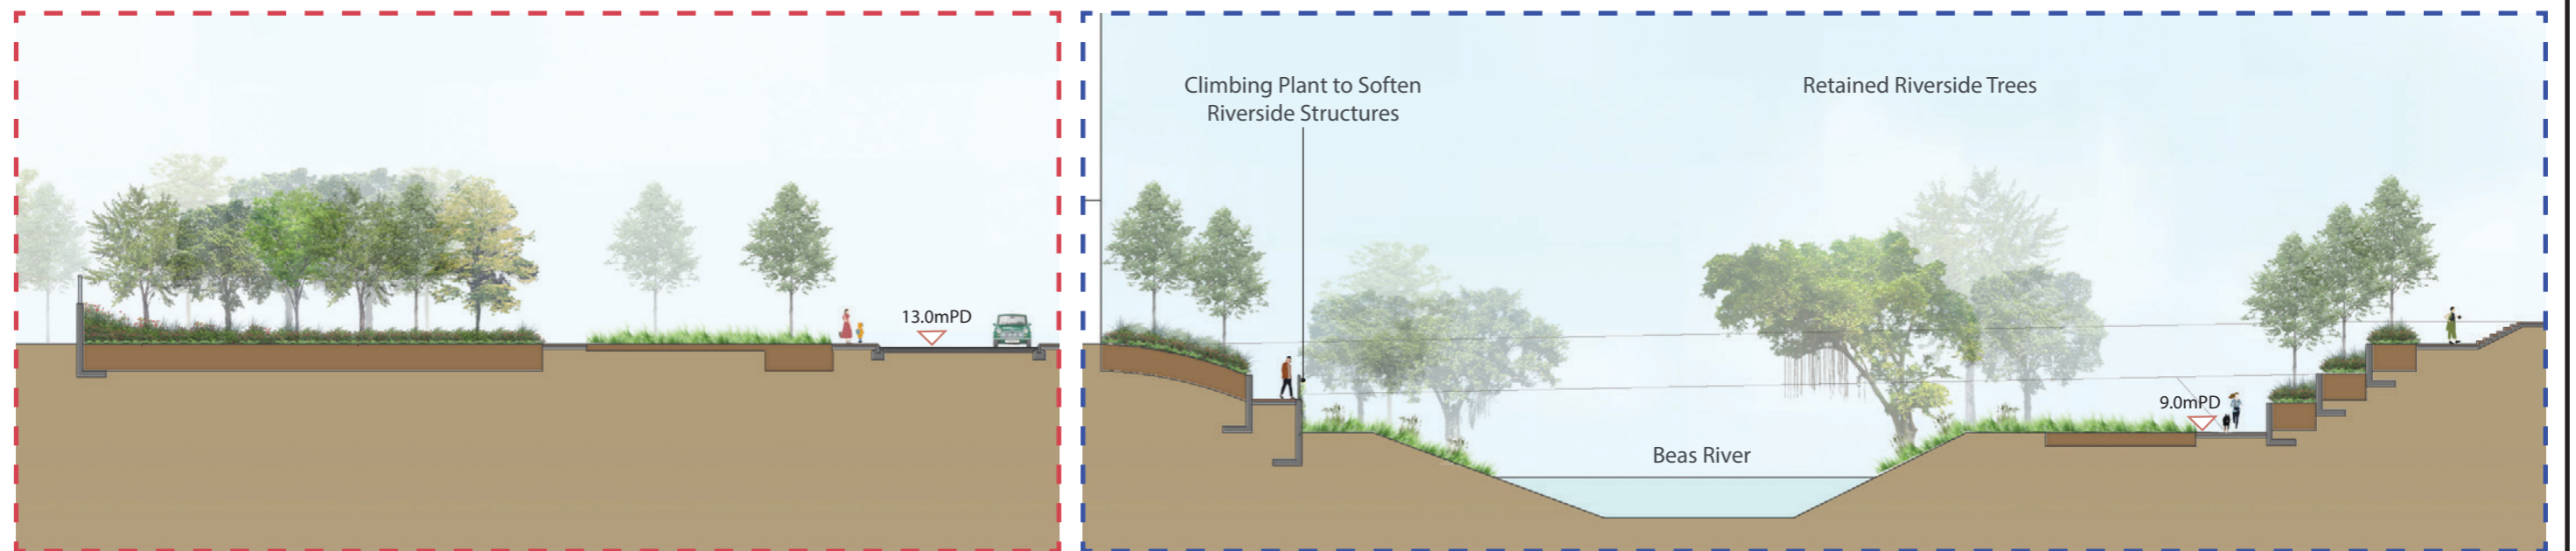 13.0mPD
Climbing Plant to Soften
Riverside Structures
Retained Riverside Trees
9.0mPD
Beas River